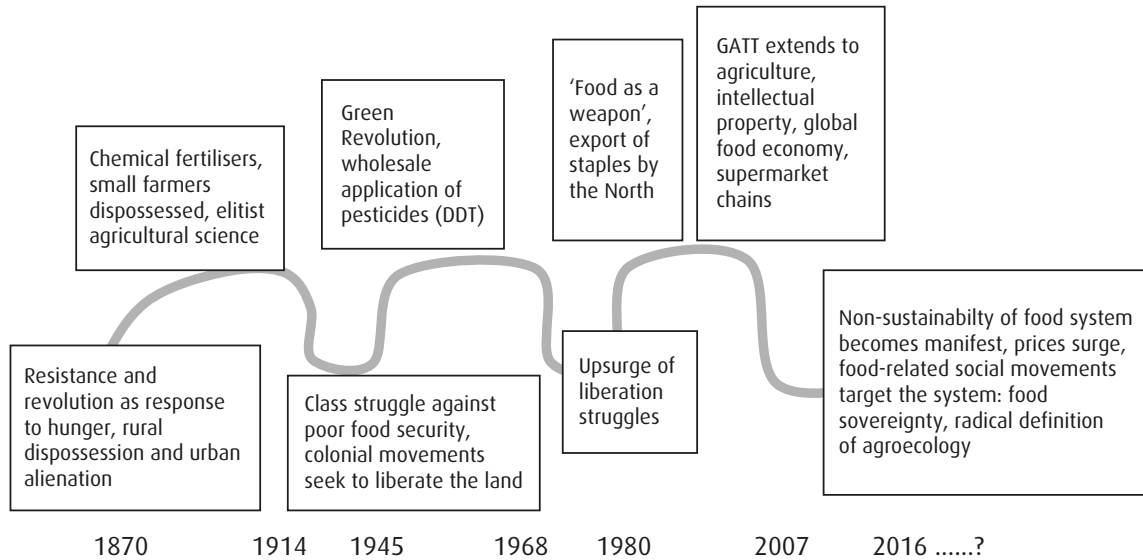 Chemical fertilisers,
small farmers
dispossessed, elitist
agricultural science
Green
Revolution,
wholesale
application of
pesticides (DDT)
‘Food as a
weapon’,
export of
staples by
the North
GATT extends to
agriculture,
intellectual
property, global
food economy,
supermarket
chains
Resistance and
revolution as response
to hunger, rural
dispossession and urban
alienation
Class struggle against
poor food security,
colonial movements
seek to liberate the land
Upsurge of
liberation
struggles
Non-sustainabilty of food system
becomes manifest, prices surge,
food-related social movements
target the system: food
sovereignty, radical definition
of agroecology
1870 1914 1945 1968 1980 2007 2016 ......?